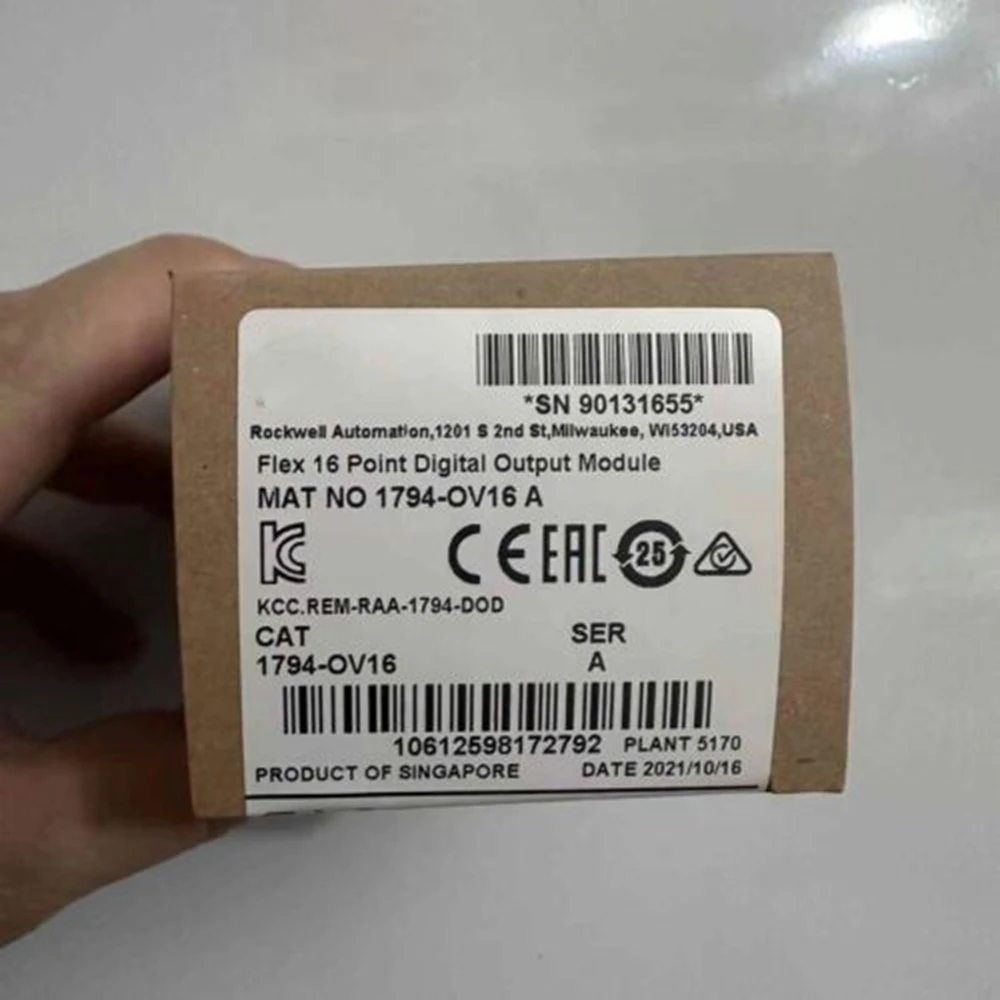 *SN 90131655*
Rockwell Automation,1201 S 2nd St,Milwaukee, WI53204,USA
Flex 16 Point Digital Output Module
MAT NO 1794-OV16 A
KC CE EAC 25
KCC.REM-RAA-1794-DOD
CAT SER
1794-OV16 A
10612598172792 PLANT 5170
PRODUCT OF SINGAPORE DATE 2021/10/16